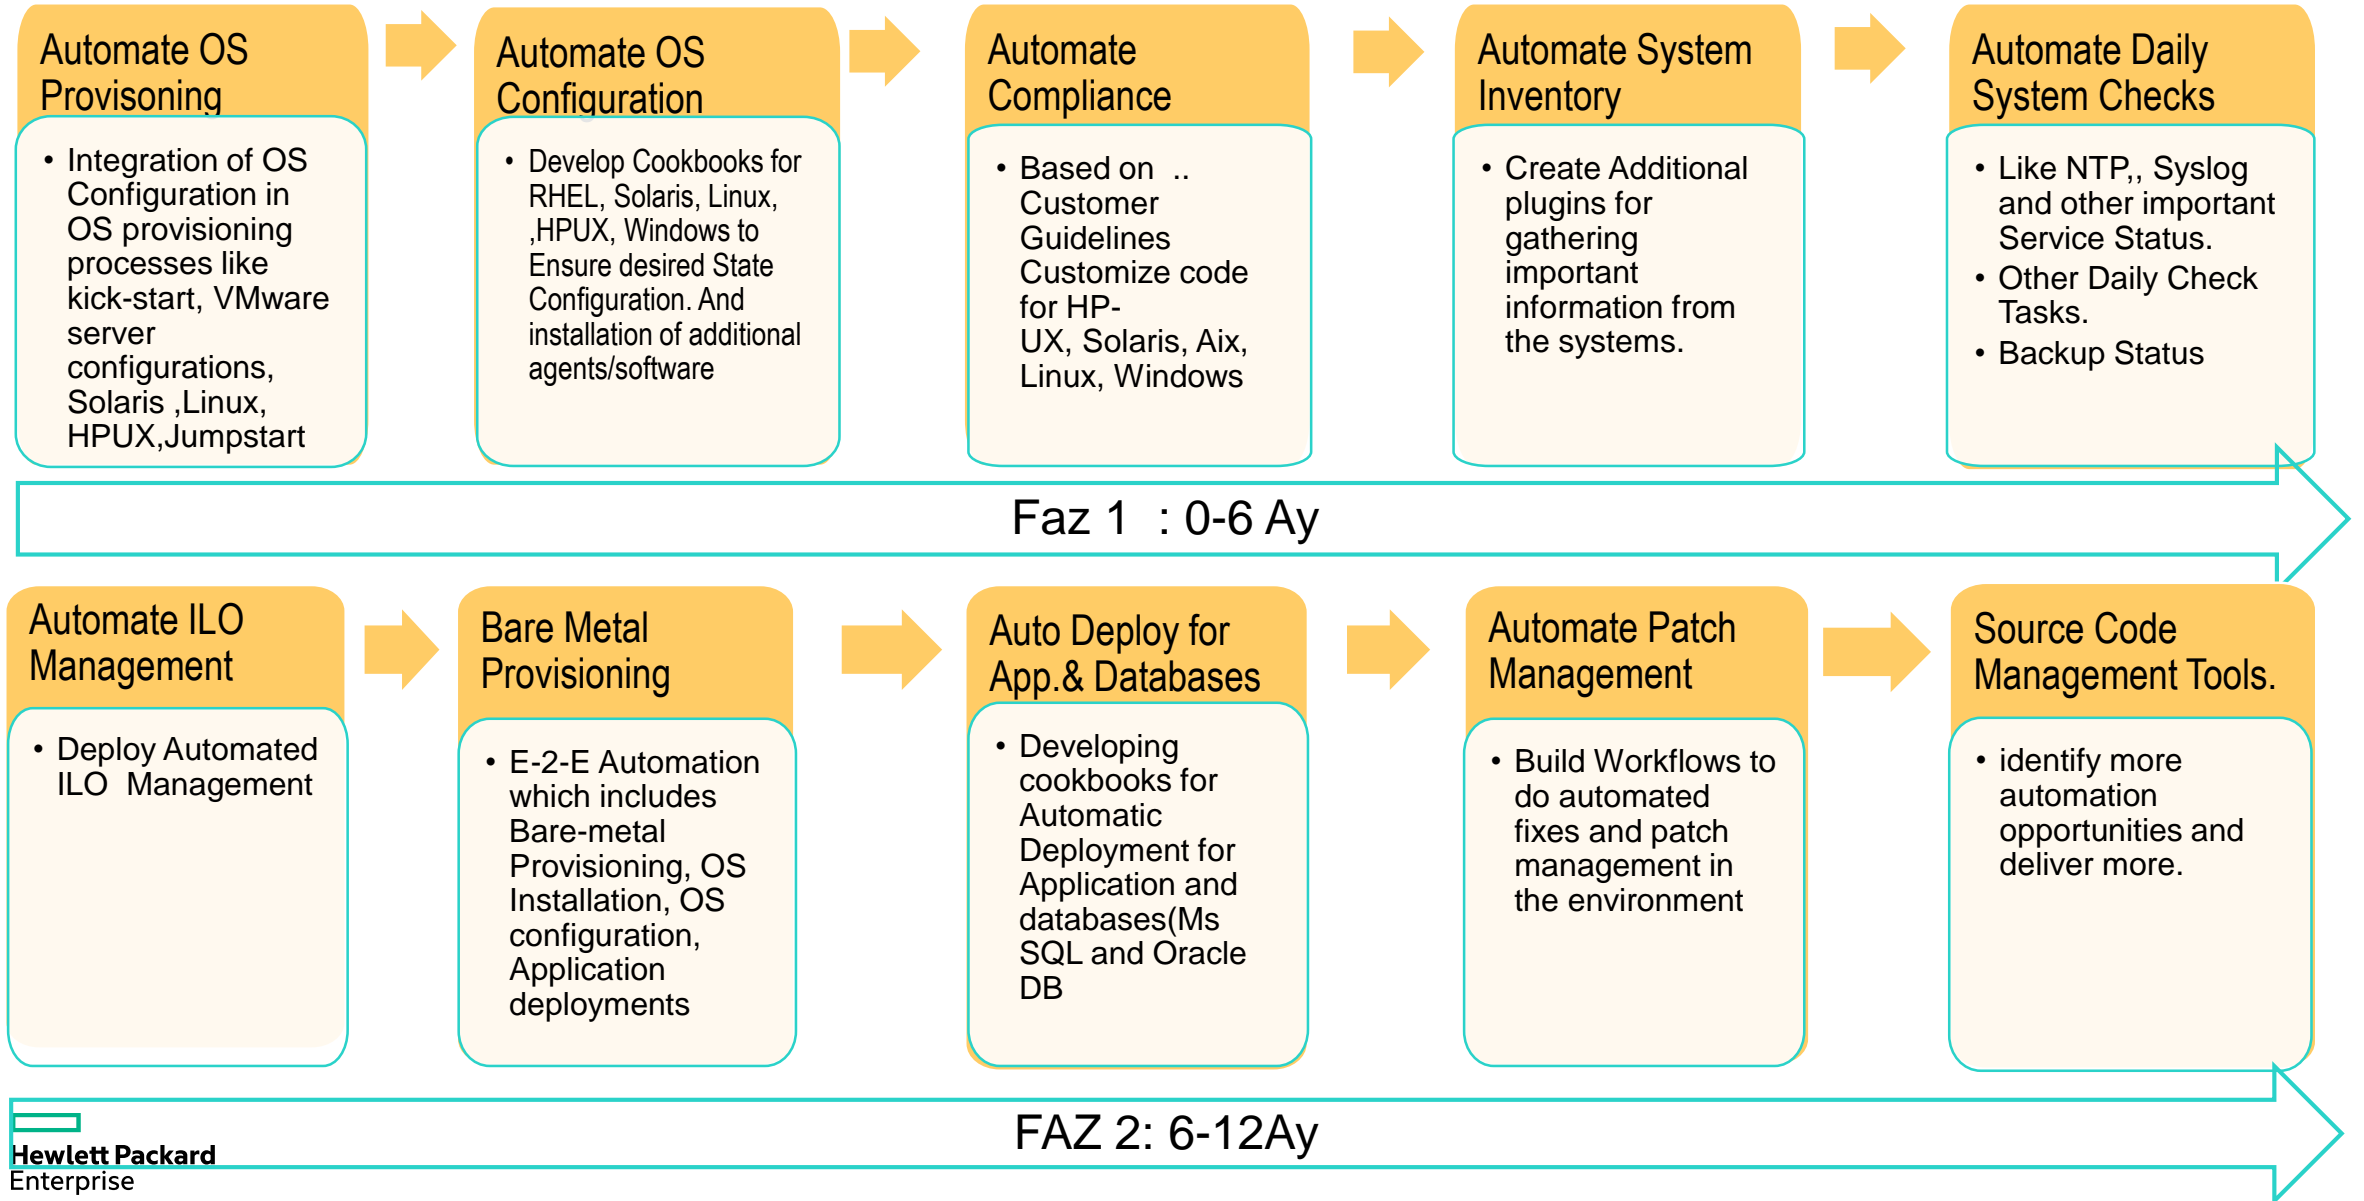 Automate OS
Provisoning
• Integration of OS
Configuration in
OS provisioning
processes like
kick-start, VMware
server
configurations,
Solaris ,Linux,
HPUX,Jumpstart
Automate OS
Configuration
• Develop Cookbooks for
RHEL, Solaris, Linux,
,HPUX, Windows to
Ensure desired State
Configuration. And
installation of additional
agents/software
Automate
Compliance
• Based on ..
Customer
Guidelines
Customize code
for HP-
UX, Solaris, Aix,
Linux, Windows
Automate System
Inventory
• Create Additional
plugins for
gathering
important
information from
the systems.
Automate Daily
System Checks
• Like NTP,, Syslog
and other important
Service Status.
• Other Daily Check
Tasks.
• Backup Status
Faz 1 : 0-6 Ay
Automate ILO
Management
• Deploy Automated
ILO Management
Bare Metal
Provisioning
• E-2-E Automation
which includes
Bare-metal
Provisioning, OS
Installation, OS
configuration,
Application
deployments
Auto Deploy for
App.& Databases
• Developing
cookbooks for
Automatic
Deployment for
Application and
databases(Ms
SQL and Oracle
DB
Automate Patch
Management
• Build Workflows to
do automated
fixes and patch
management in
the environment
Source Code
Management Tools.
• identify more
automation
opportunities and
deliver more.
FAZ 2: 6-12Ay
Hewlett Packard
Enterprise